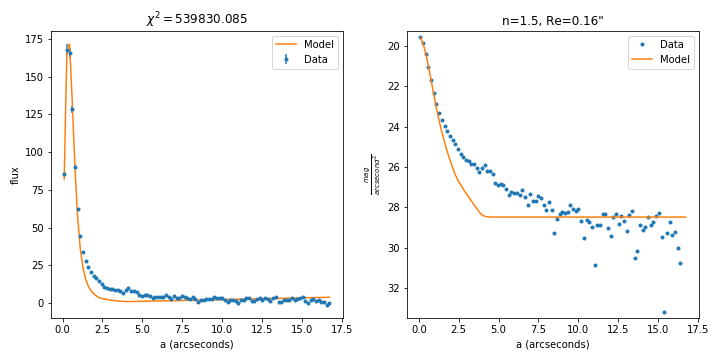 χ² = 539830.085
175
150
125
100
75
50
25
0
flux
0.0 2.5 5.0 7.5 10.0 12.5 15.0 17.5
a (arcseconds)
Model
Data
n=1.5, Re=0.16"
20
22
24
26
28
30
32
mag
arcsecond²
0.0 2.5 5.0 7.5 10.0 12.5 15.0 17.5
a (arcseconds)
Data
Model